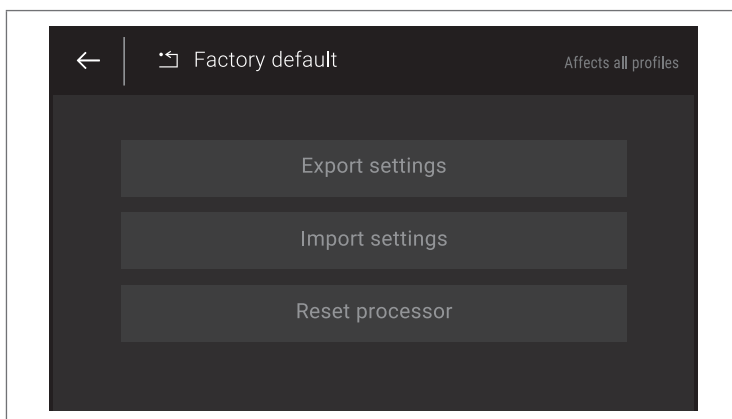 Factory default
Affects all profiles
Export settings
Import settings
Reset processor